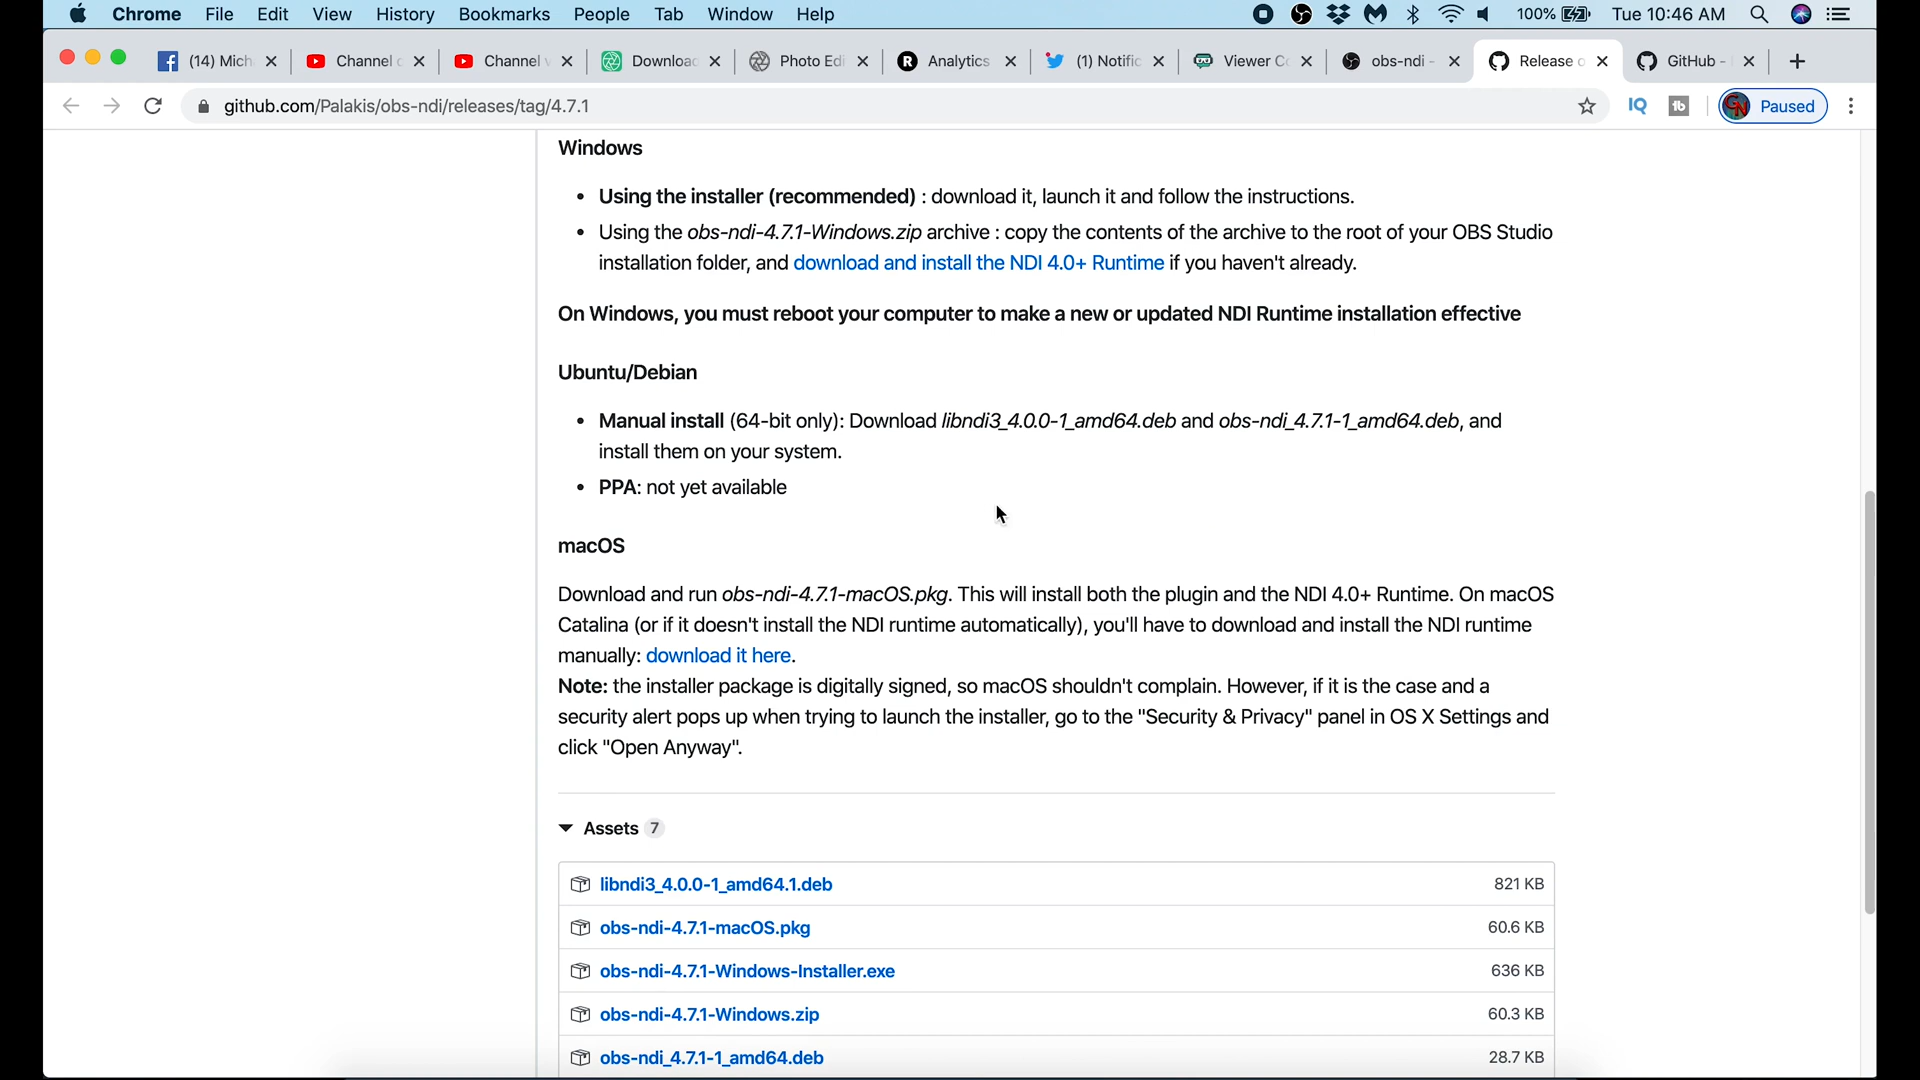 Chrome File Edit View History Bookmarks People Tab Window Help 100% Tue 10:46 AM
(14) Mich Channel c Channel v Downloac Photo Edi Analytics (1) Notific Viewer Co obs-ndi - Release o GitHub -
github.com/Palakis/obs-ndi/releases/tag/4.7.1 IQ tb Paused
Windows
• Using the installer (recommended) : download it, launch it and follow the instructions.
• Using the obs-ndi-4.7.1-Windows.zip archive : copy the contents of the archive to the root of your OBS Studio
installation folder, and download and install the NDI 4.0+ Runtime if you haven't already.
On Windows, you must reboot your computer to make a new or updated NDI Runtime installation effective
Ubuntu/Debian
• Manual install (64-bit only): Download libndi3_4.0.0-1_amd64.deb and obs-ndi_4.7.1-1_amd64.deb, and
install them on your system.
• PPA: not yet available
macOS
Download and run obs-ndi-4.7.1-macOS.pkg. This will install both the plugin and the NDI 4.0+ Runtime. On macOS
Catalina (or if it doesn't install the NDI runtime automatically), you'll have to download and install the NDI runtime
manually: download it here.
Note: the installer package is digitally signed, so macOS shouldn't complain. However, if it is the case and a
security alert pops up when trying to launch the installer, go to the "Security & Privacy" panel in OS X Settings and
click "Open Anyway".
Assets 7
libndi3_4.0.0-1_amd64.1.deb 821 KB
obs-ndi-4.7.1-macOS.pkg 60.6 KB
obs-ndi-4.7.1-Windows-Installer.exe 636 KB
obs-ndi-4.7.1-Windows.zip 60.3 KB
obs-ndi_4.7.1-1_amd64.deb 28.7 KB